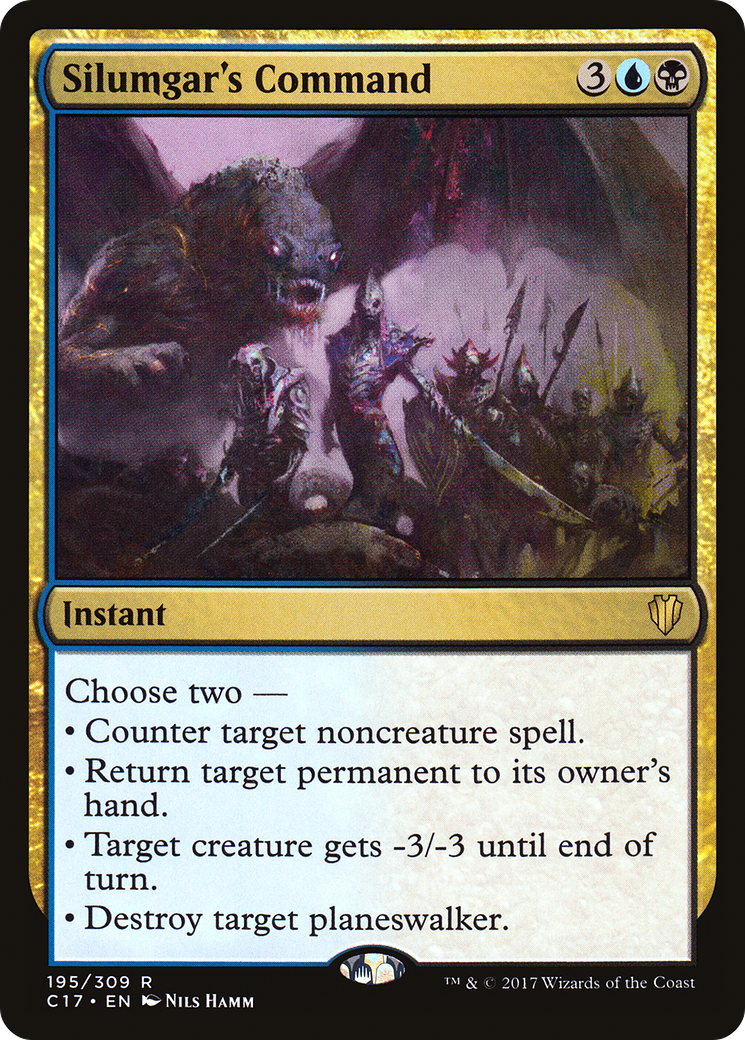 Silumgar's Command 3
Instant
Choose two —
• Counter target noncreature spell.
• Return target permanent to its owner's
hand.
• Target creature gets -3/-3 until end of
turn.
• Destroy target planeswalker.
195/309 R
C17 • EN Nils Hamm
™ & © 2017 Wizards of the Coast